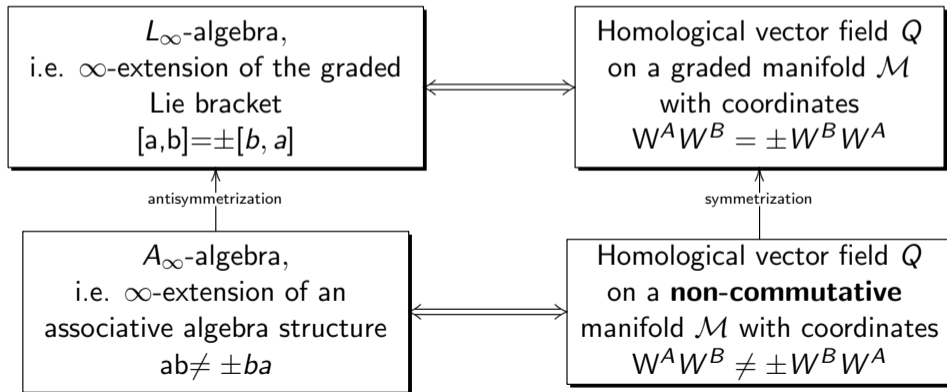 L∞-algebra,
i.e. ∞-extension of the graded
Lie bracket
[a,b]=±[b, a]
Homological vector field Q
on a graded manifold ℳ
with coordinates
W^A W^B = ±W^B W^A
antisymmetrization
symmetrization
A∞-algebra,
i.e. ∞-extension of an
associative algebra structure
ab≠ ±ba
Homological vector field Q
on a non-commutative
manifold ℳ with coordinates
W^A W^B ≠ ±W^B W^A